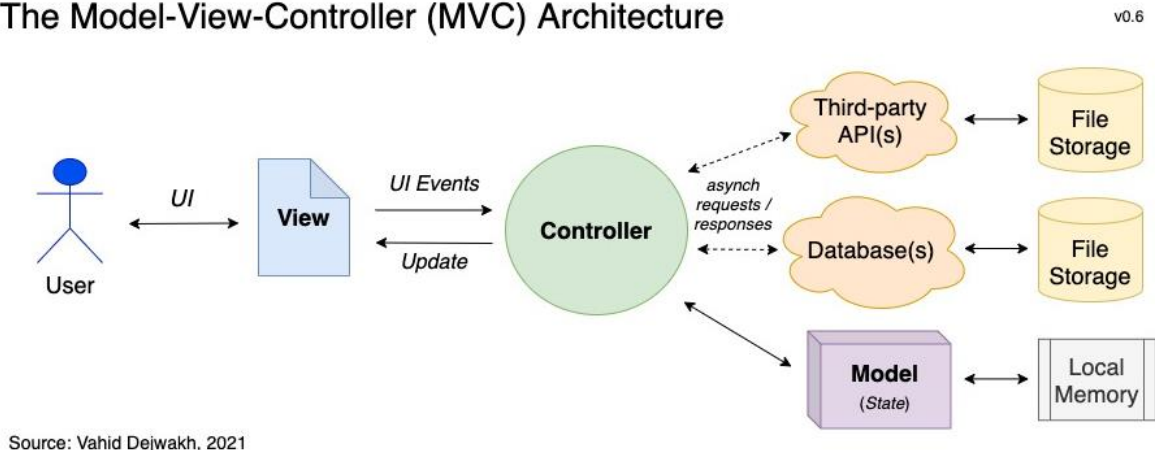 The Model-View-Controller (MVC) Architecture
v0.6
UI
User
View
UI Events
Update
Controller
asynch
requests /
responses
Third-party
API(s)
File
Storage
Database(s)
File
Storage
Model
(State)
Local
Memory
Source: Vahid Dejwakh, 2021